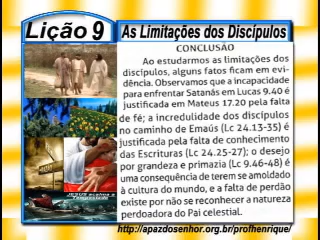 Lição 9
As Limitações dos Discípulos
CONCLUSÃO
Ao estudarmos as limitações dos
discípulos, alguns fatos ficam em evi-
dência. Observamos que a incapacidade
para enfrentar Satanás em Lucas 9.40 é
justificada em Mateus 17.20 pela falta
de fé; a incredulidade dos discípulos
no caminho de Emaús (Lc 24.13-35) é
justificada pela falta de conhecimento
das Escrituras (Lc 24.25-27); o desejo
por grandeza e primazia (Lc 9.46-48) é
uma consequência de terem se amoldado
à cultura do mundo, e a falta de perdão
existe por não se reconhecer a natureza
perdoadora do Pai celestial.
JESUS acalma a
Tempestade
http://apazdosenhor.org.br/profhenrique/